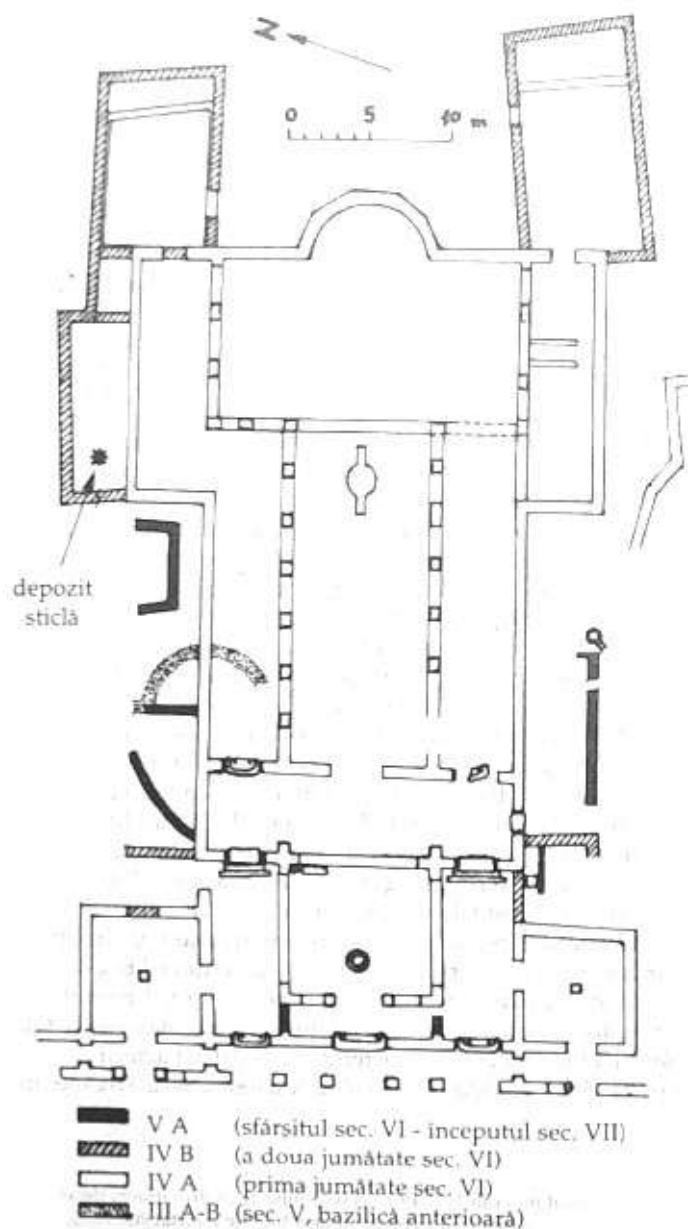 N
0 5 10 m
depozit
sticlă
V A (sfârșitul sec. VI - începutul sec. VII)
IV B (a doua jumătate sec. VI)
IV A (prima jumătate sec. VI)
III A-B (sec. V, bazilică anterioară)